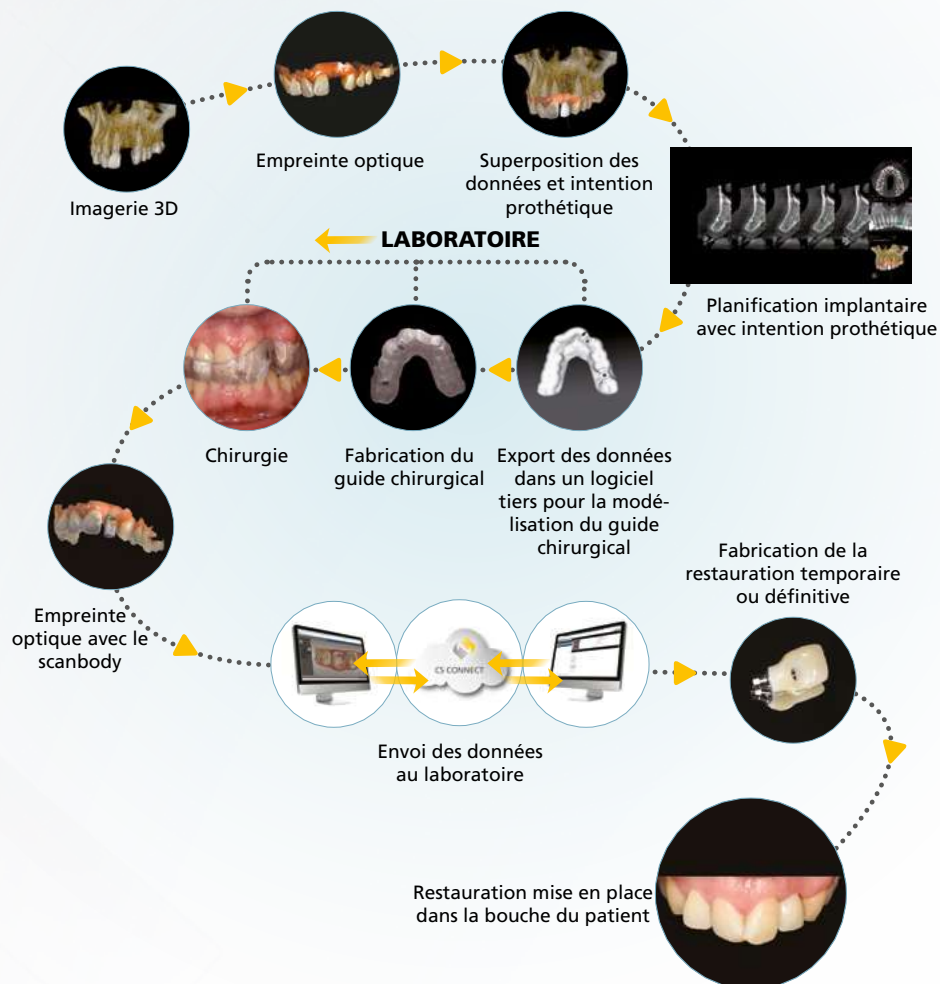 Imagerie 3D
Empreinte optique
Superposition des
données et intention
prothétique
Planification implantaire
avec intention prothétique
LABORATOIRE
Export des données
dans un logiciel
tiers pour la modé-
lisation du guide
chirurgical
Fabrication du
guide chirurgical
Chirurgie
Empreinte
optique avec le
scanbody
CS CONNECT
Envoi des données
au laboratoire
Fabrication de la
restauration temporaire
ou définitive
Restauration mise en place
dans la bouche du patient